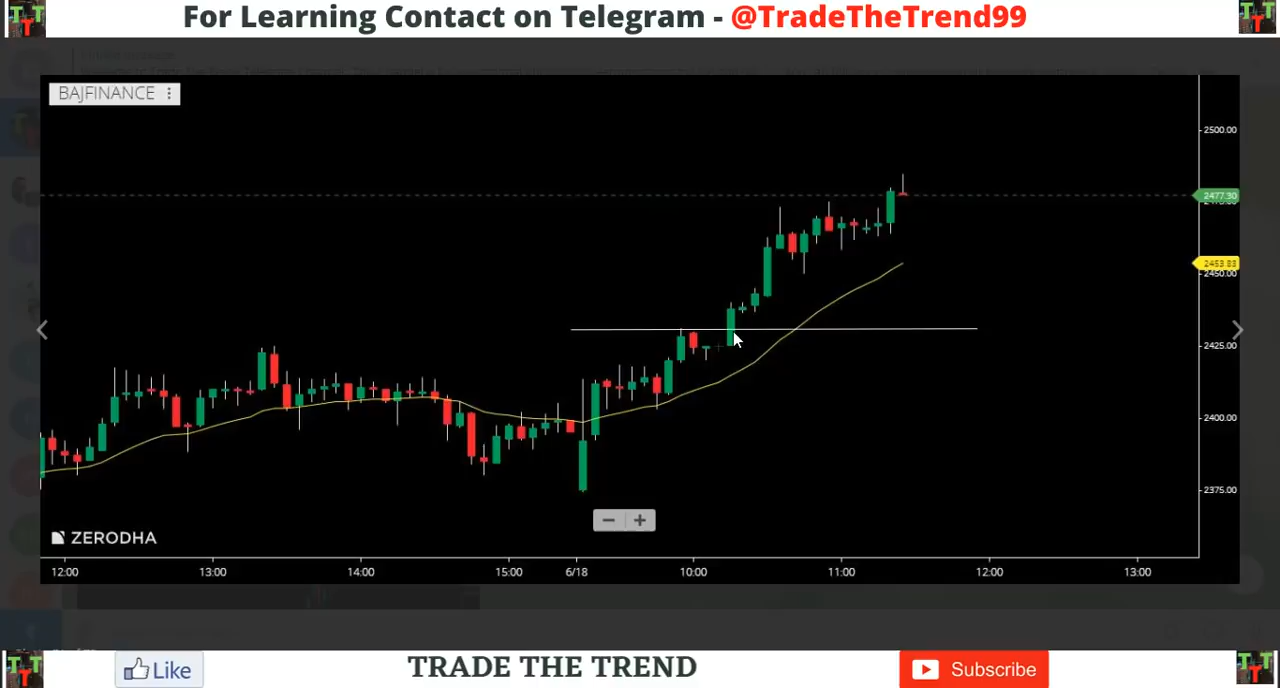 For Learning Contact on Telegram - @TradeTheTrend99
BAJFINANCE
2500.00
2477.30
2453.83
2450.00
2425.00
2400.00
2375.00
ZERODHA
12:00 13:00 14:00 15:00 6/18 10:00 11:00 12:00 13:00
Like
TRADE THE TREND
Subscribe